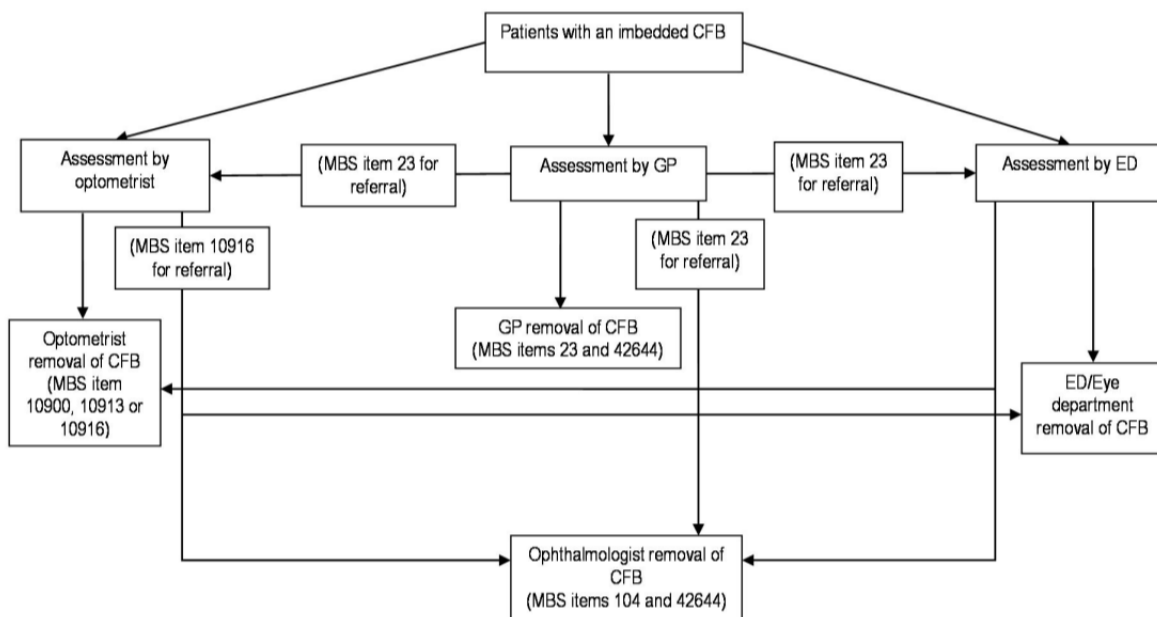 Patients with an imbedded CFB
Assessment by
optometrist
(MBS item 23 for
referral)
Assessment by GP
(MBS item 23
for referral)
Assessment by ED
(MBS item 10916
for referral)
(MBS item 23
for referral)
Optometrist
removal of CFB
(MBS item
10900, 10913 or
10916)
GP removal of CFB
(MBS items 23 and 42644)
ED/Eye
department
removal of CFB
Ophthalmologist removal of
CFB
(MBS items 104 and 42644)